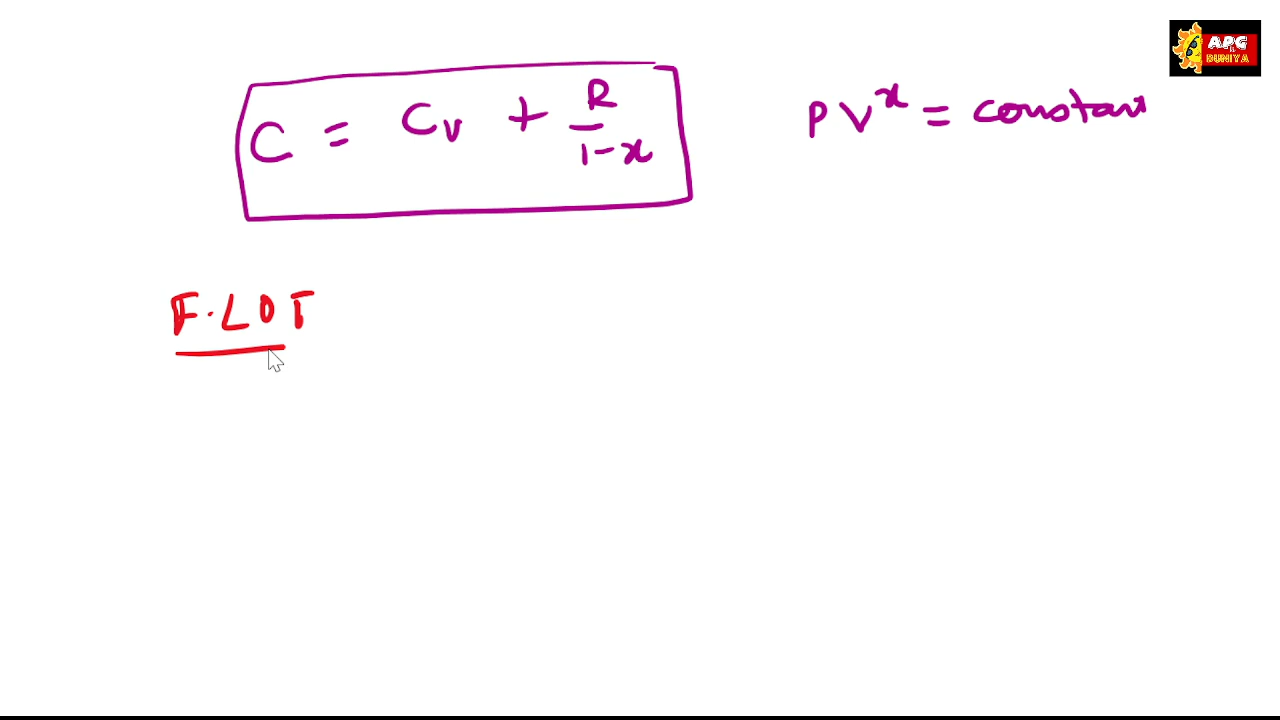 C = Cv + R/1-x
PV^x = constant
F.LOT
APG
DUNIYA